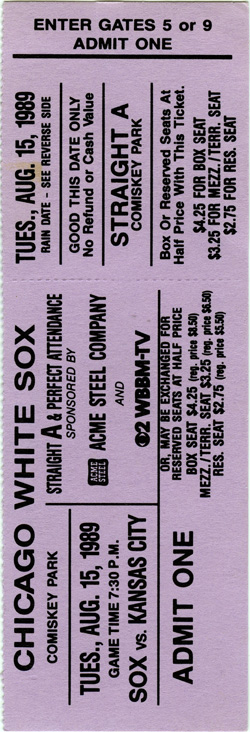 ENTER GATES 5 or 9
ADMIT ONE
TUES., AUG. 15, 1989
RAIN DATE - SEE REVERSE SIDE
GOOD THIS DATE ONLY
No Refund or Cash Value
STRAIGHT A
COMISKEY PARK
Box Or Reserved Seats At
Half Price With This Ticket.
$4.25 FOR BOX SEAT
$3.25 FOR MEZZ./TERR. SEAT
$2.75 FOR RES. SEAT
CHICAGO WHITE SOX
COMISKEY PARK
STRAIGHT A & PERFECT ATTENDANCE
SPONSORED BY
ACME STEEL
ACME STEEL COMPANY
AND
2 WBBM-TV
TUES., AUG. 15, 1989
GAME TIME 7:30 P.M.
SOX vs. KANSAS CITY
OR, MAY BE EXCHANGED FOR
RESERVED SEATS AT HALF PRICE
BOX SEAT $4.25 (reg. price $8.50)
MEZZ./TERR. SEAT $3.25 (reg. price $6.50)
RES. SEAT $2.75 (reg. price $5.50)
ADMIT ONE